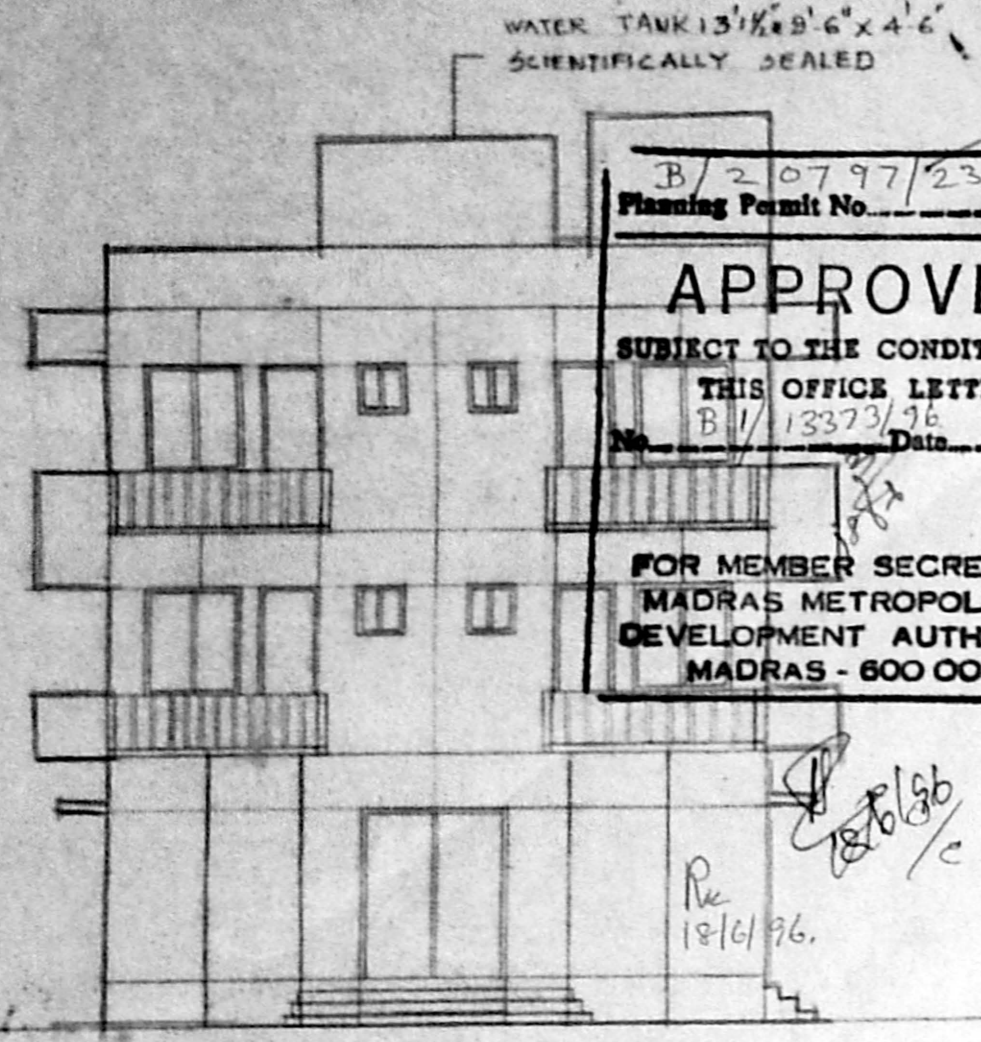 WATER TANK 13'1½"x 9'-6" x 4'-6"
SCIENTIFICALLY SEALED
B/20797/23
Planning Permit No.
APPROVE
SUBJECT TO THE CONDIT
THIS OFFICE LETT
No. B1/13373/96 Date
FOR MEMBER SECRE
MADRAS METROPOL
DEVELOPMENT AUTH
MADRAS - 600 00
18/6/96
/c
Rk
18/6/96.